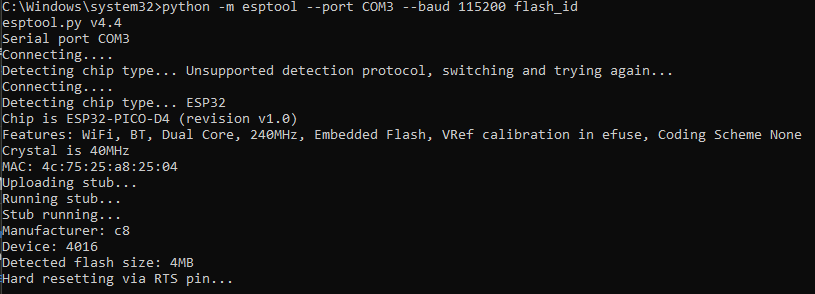 C:\Windows\system32>python -m esptool --port COM3 --baud 115200 flash_id
esptool.py v4.4
Serial port COM3
Connecting....
Detecting chip type... Unsupported detection protocol, switching and trying again...
Connecting....
Detecting chip type... ESP32
Chip is ESP32-PICO-D4 (revision v1.0)
Features: WiFi, BT, Dual Core, 240MHz, Embedded Flash, VRef calibration in efuse, Coding Scheme None
Crystal is 40MHz
MAC: 4c:75:25:a8:25:04
Uploading stub...
Running stub...
Stub running...
Manufacturer: c8
Device: 4016
Detected flash size: 4MB
Hard resetting via RTS pin...